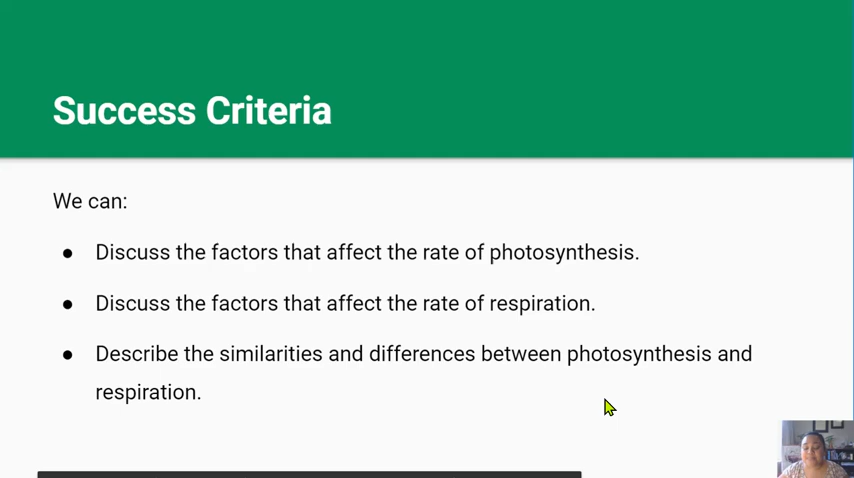 Success Criteria
We can:
● Discuss the factors that affect the rate of photosynthesis.
● Discuss the factors that affect the rate of respiration.
● Describe the similarities and differences between photosynthesis and
respiration.